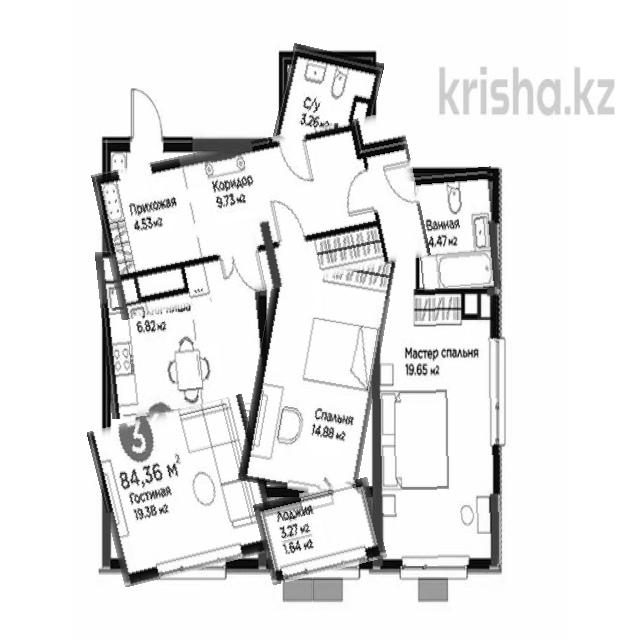 krisha.kz
С/у
3.26 м2
Прихожая
4.53 м2
Коридор
9.73 м2
Ванная
4.47 м2
6.82 м2
Мастер спальня
19.65 м2
Спальня
14.88 м2
3
84,36 м2
Гостиная
19.38 м2
Лоджия
3.27 м2
1.64 м2